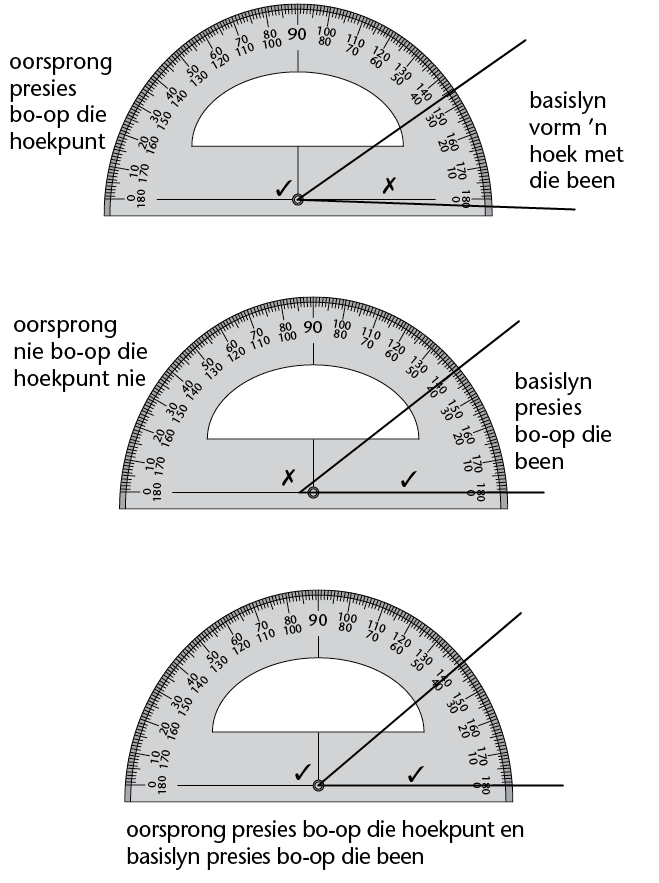 oorsprong
presies
bo-op die
hoekpunt
0 10 20 30 40 50 60 70 80 90 100 110 120 130 140 150 160 170 180
180 170 160 150 140 130 120 110 100 80 70 60 50 40 30 20 10 0
✓
✗
basislyn
vorm 'n
hoek met
die been
oorsprong
nie bo-op die
hoekpunt nie
0 10 20 30 40 50 60 70 80 90 100 110 120 130 140 150 160 170 180
180 170 160 150 140 130 120 110 100 80 70 60 50 40 30 20 10 0
✗
✓
basislyn
presies
bo-op die
been
0 10 20 30 40 50 60 70 80 90 100 110 120 130 140 150 160 170 180
180 170 160 150 140 130 120 110 100 80 70 60 50 40 30 20 10 0
✓
✓
oorsprong presies bo-op die hoekpunt en
basislyn presies bo-op die been